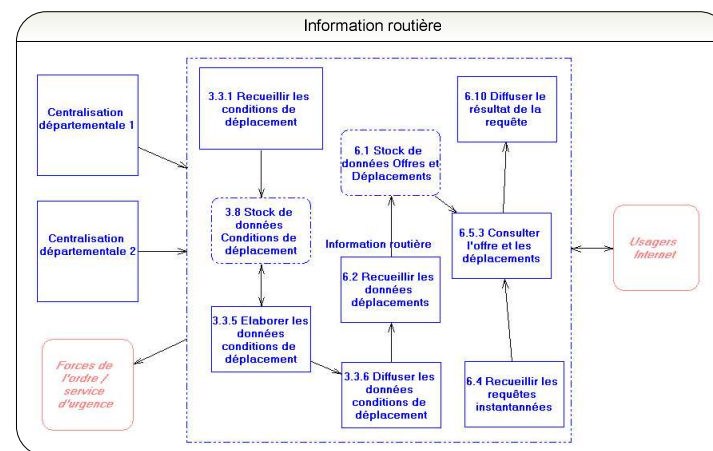 Information routière
Centralisation
départementale 1
3.3.1 Recueillir les
conditions de
déplacement
6.10 Diffuser le
résultat de la
requête
6.1 Stock de
données Offres et
Déplacements
3.8 Stock de
données
Conditions de
déplacement
Centralisation
départementale 2
Information routière
6.5.3 Consulter
l'offre et les
déplacements
Usagers
Internet
6.2 Recueillir les
données
déplacements
3.3.5 Elaborer les
données
conditions de
déplacement
Forces de
l'ordre /
service
d'urgence
3.3.6 Diffuser les
données
conditions de
déplacement
6.4 Recueillir les
requêtes
instantannées